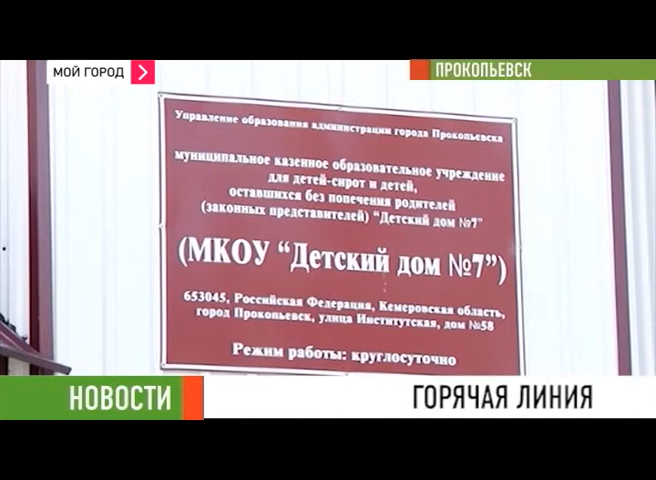 МОЙ ГОРОД
ПРОКОПЬЕВСК
Управление образования администрации города Прокопьевска
муниципальное казенное образовательное учреждение
для детей-сирот и детей,
оставшихся без попечения родителей
(законных представителей) "Детский дом №7"
(МКОУ "Детский дом №7")
653045, Российская Федерация, Кемеровская область,
город Прокопьевск, улица Институтская, дом №58
Режим работы: круглосуточно
НОВОСТИ
ГОРЯЧАЯ ЛИНИЯ